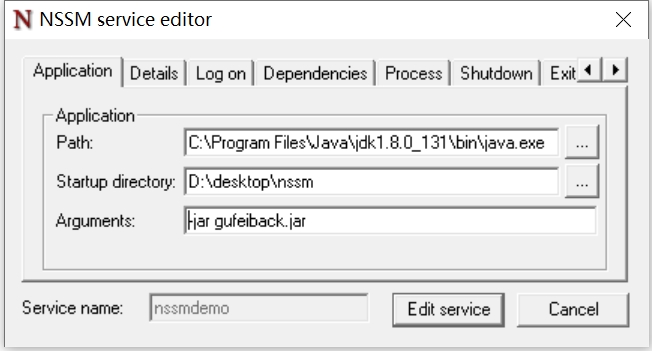 NSSM service editor
Application Details Log on Dependencies Process Shutdown Exit
Application
Path: C:\Program Files\Java\jdk1.8.0_131\bin\java.exe ...
Startup directory: D:\desktop\nssm ...
Arguments: -jar gufeiback.jar
Service name: nssmdemo Edit service Cancel